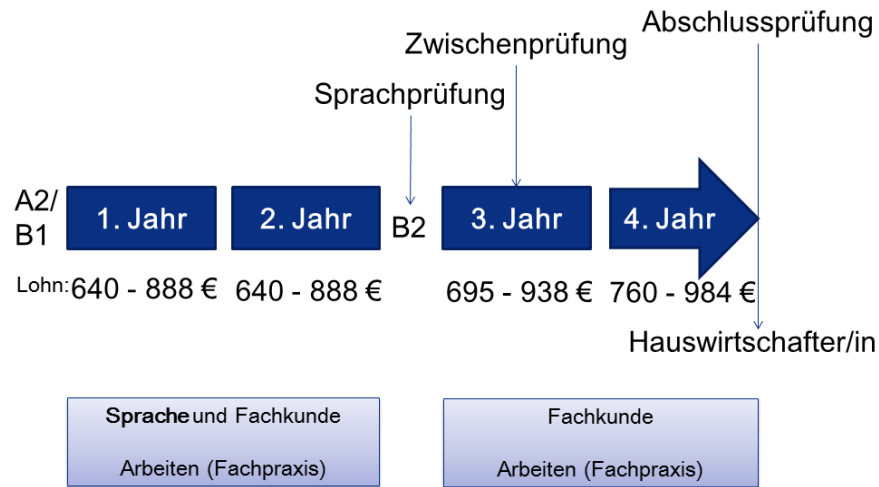 Abschlussprüfung
Zwischenprüfung
Sprachprüfung
A2/
B1
1. Jahr
2. Jahr
B2
3. Jahr
4. Jahr
Lohn: 640 - 888 €
640 - 888 €
695 - 938 €
760 - 984 €
Hauswirtschafter/in
Sprache und Fachkunde
Arbeiten (Fachpraxis)
Fachkunde
Arbeiten (Fachpraxis)